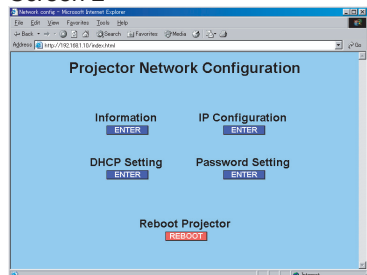 Screen 2
Network config - Microsoft Internet Explorer
File Edit View Favorites Tools Help
Back Search Favorites Media
Address http://192.168.1.10/index.html Go
Projector Network Configuration
Information IP Configuration
ENTER ENTER
DHCP Setting Password Setting
ENTER ENTER
Reboot Projector
REBOOT
Internet